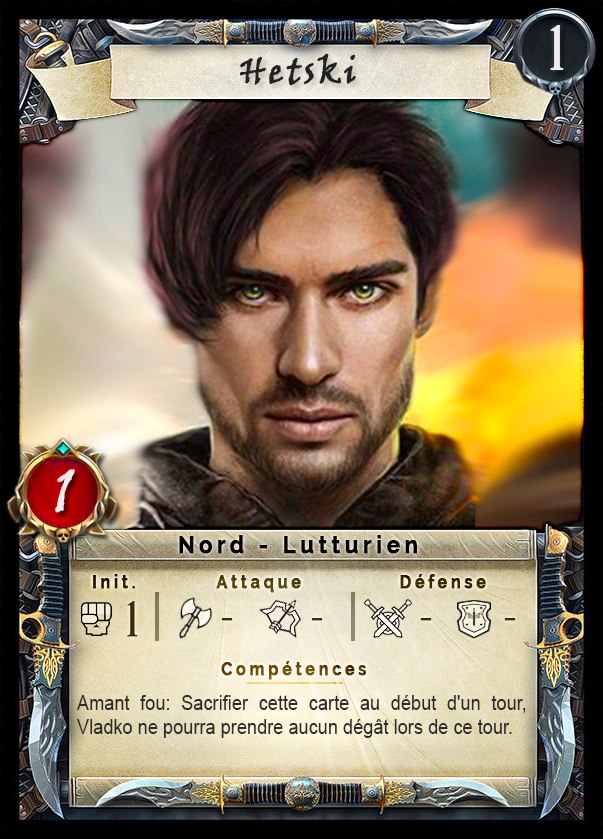 Hetski
1
1
Nord - Lutturien
Init. Attaque Défense
1 - - - -
Compétences
Amant fou: Sacrifier cette carte au début d'un tour,
Vladko ne pourra prendre aucun dégât lors de ce tour.